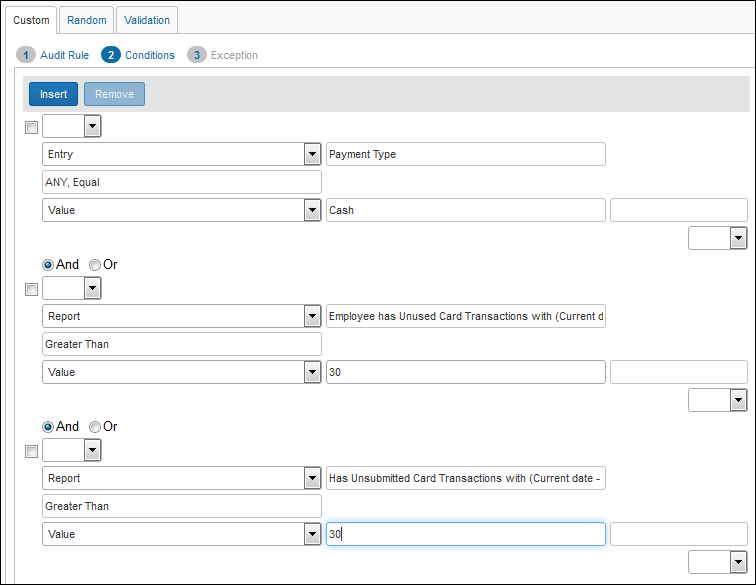 Custom Random Validation
1 Audit Rule 2 Conditions 3 Exception
Insert Remove
Entry Payment Type
ANY, Equal
Value Cash
And Or
Report Employee has Unused Card Transactions with (Current d
Greater Than
Value 30
And Or
Report Has Unsubmitted Card Transactions with (Current date -
Greater Than
Value 30